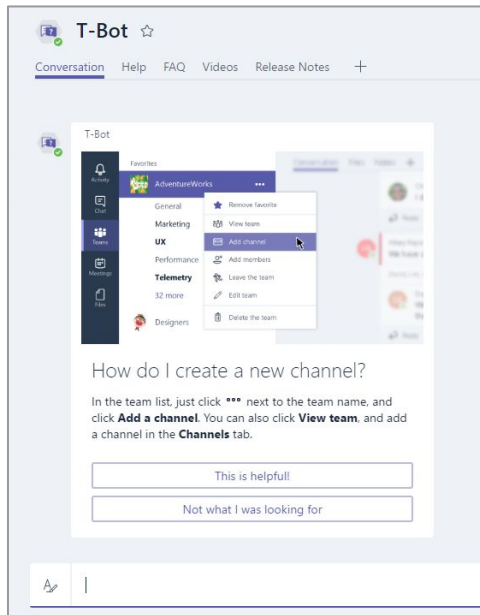 T-Bot
Conversation Help FAQ Videos Release Notes
T-Bot
Favorites
Activity
Chat
Teams
Meetings
Files
AdventureWorks
General
Marketing
UX
Performance
Telemetry
32 more
Designers
Remove favorite
View team
Add channel
Add members
Leave the team
Edit team
Delete the team
Conversation Files Notes
Reply
How do I create a new channel?
In the team list, just click ••• next to the team name, and
click Add a channel. You can also click View team, and add
a channel in the Channels tab.
This is helpful!
Not what I was looking for